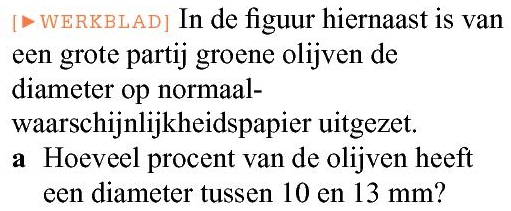 [▶WERKBLAD] In de figuur hiernaast is van
een grote partij groene olijven de
diameter op normaal-
waarschijnlijkheidspapier uitgezet.
a Hoeveel procent van de olijven heeft
een diameter tussen 10 en 13 mm?